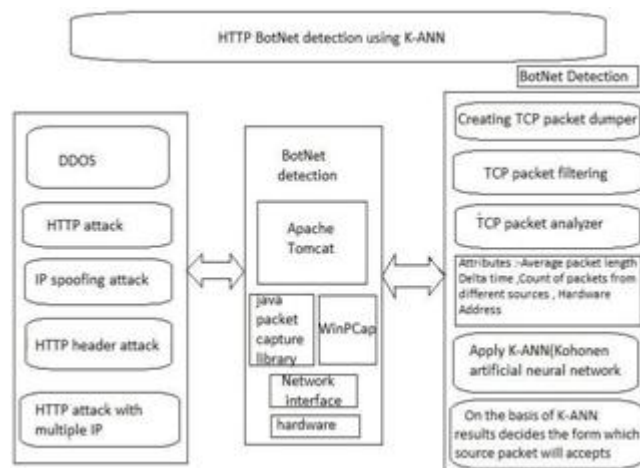 HTTP BotNet detection using K-ANN
DDOS
HTTP attack
IP spoofing attack
HTTP header attack
HTTP attack with
multiple IP
BotNet
detection
Apache
Tomcat
java
packet
capture
library
WinPCap
Network
interface
hardware
BotNet Detection
Creating TCP packet dumper
TCP packet filtering
TCP packet analyzer
Attributes :-Average packet length
Delta time ,Count of packets from
different sources , Hardware
Address
Apply K-ANN(Kohonen
artificial neural network
On the basis of K-ANN
results decides the form which
source packet will accepts